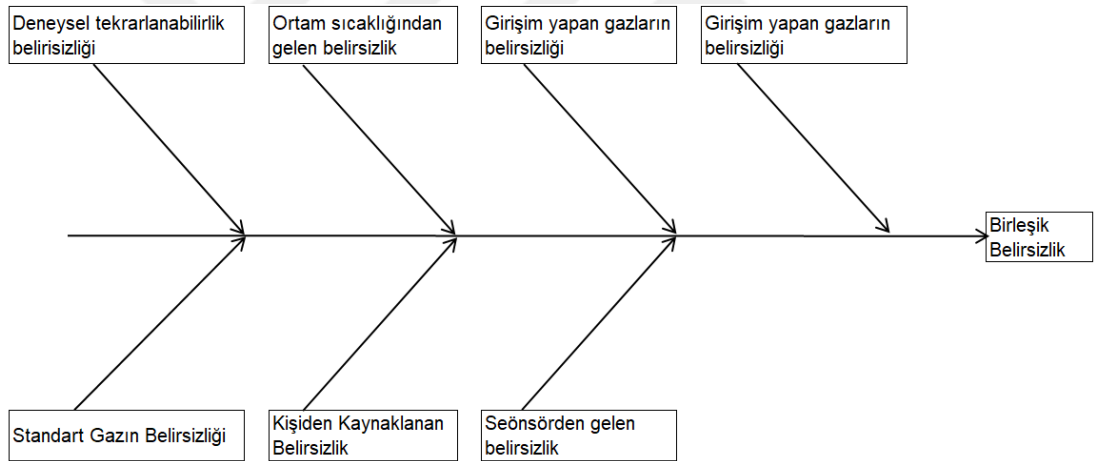 Deneysel tekrarlanabilirlik
belirisizliği
Ortam sıcaklığından
gelen belirsizlik
Girişim yapan gazların
belirsizliği
Girişim yapan gazların
belirsizliği
Birleşik
Belirsizlik
Standart Gazın Belirsizliği
Kişiden Kaynaklanan
Belirsizlik
Seönsörden gelen
belirsizlik